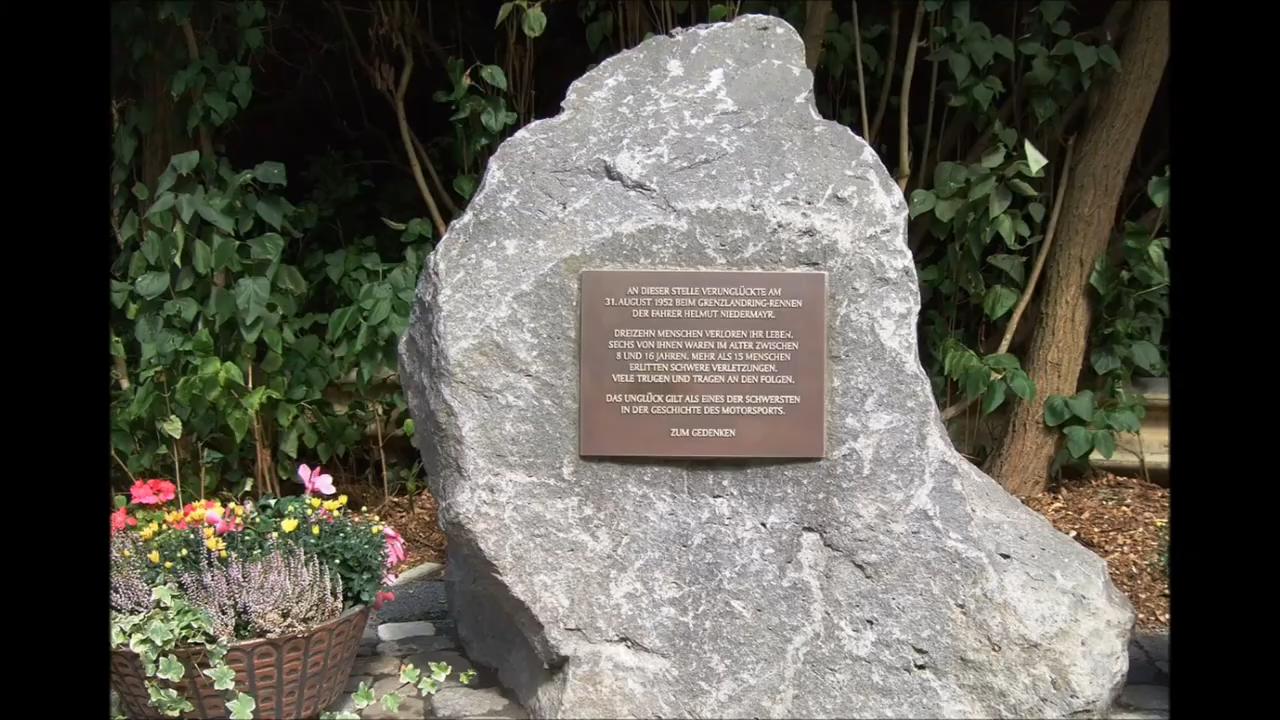 AN DIESER STELLE VERUNGLÜCKTE AM
31. AUGUST 1952 BEIM GRENZLANDRING-RENNEN
DER FAHRER HELMUT NIEDERMAYR.
DREIZEHN MENSCHEN VERLOREN IHR LEBEN.
SECHS VON IHNEN WAREN IM ALTER ZWISCHEN
8 UND 16 JAHREN. MEHR ALS 15 MENSCHEN
ERLITTEN SCHWERE VERLETZUNGEN.
VIELE TRUGEN UND TRAGEN AN DEN FOLGEN.
DAS UNGLÜCK GILT ALS EINES DER SCHWERSTEN
IN DER GESCHICHTE DES MOTORSPORTS.
ZUM GEDENKEN